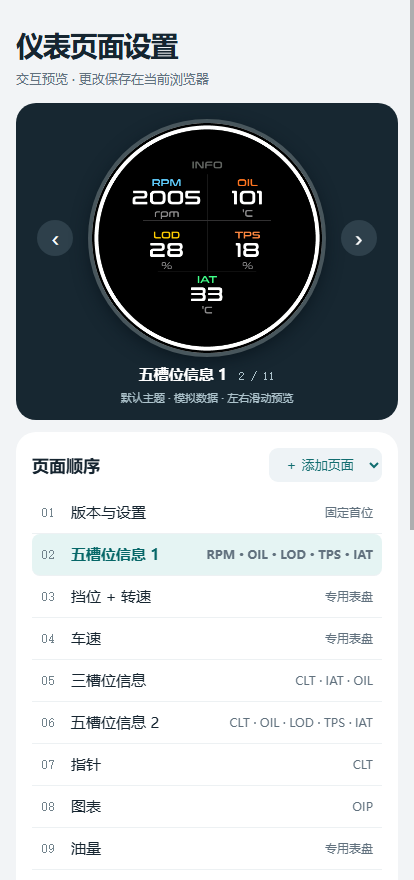 仪表页面设置
交互预览 · 更改保存在当前浏览器
INFO
RPM OIL
2005 101
rpm °C
LOD TPS
28 18
% %
IAT
33
°C
‹ ›
五槽位信息 1 2 / 11
默认主题 · 模拟数据 · 左右滑动预览
页面顺序 + 添加页面
01 版本与设置 固定首位
02 五槽位信息 1 RPM · OIL · LOD · TPS · IAT
03 挡位 + 转速 专用表盘
04 车速 专用表盘
05 三槽位信息 CLT · IAT · OIL
06 五槽位信息 2 CLT · OIL · LOD · TPS · IAT
07 指针 CLT
08 图表 OIP
09 油量 专用表盘